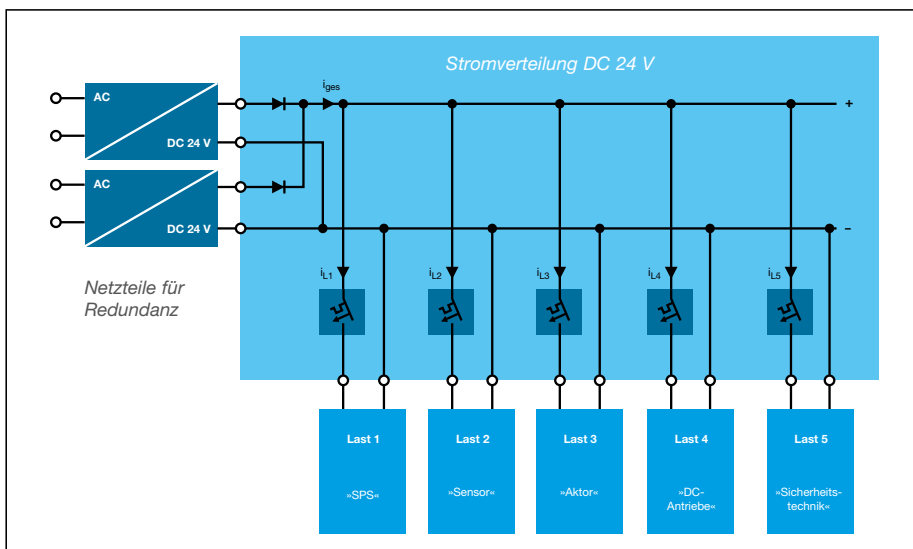 Stromverteilung DC 24 V
iges
AC
DC 24 V
+
AC
DC 24 V
–
Netzteile für
Redundanz
iL1
iL2
iL3
iL4
iL5
Last 1
»SPS«
Last 2
»Sensor«
Last 3
»Aktor«
Last 4
»DC-
Antriebe«
Last 5
»Sicherheits-
technik«